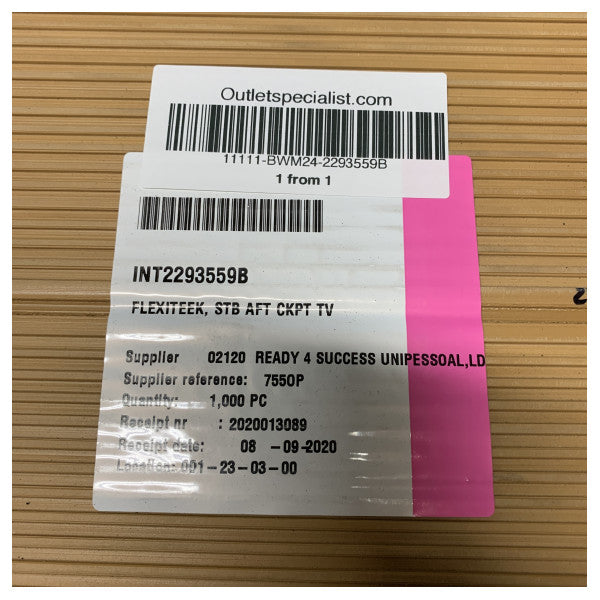 Outletspecialist.com
11111-BWM24-2293559B
1 from 1
INT2293559B
FLEXITEEK, STB AFT CKPT TV
Supplier 02120 READY 4 SUCCESS UNIPESSOAL,LD
Supplier reference: 7550P
Quantity: 1,000 PC
Receipt nr : 2020013089
Receipt date: 08 -09-2020
Location: 001-23-03-00
2